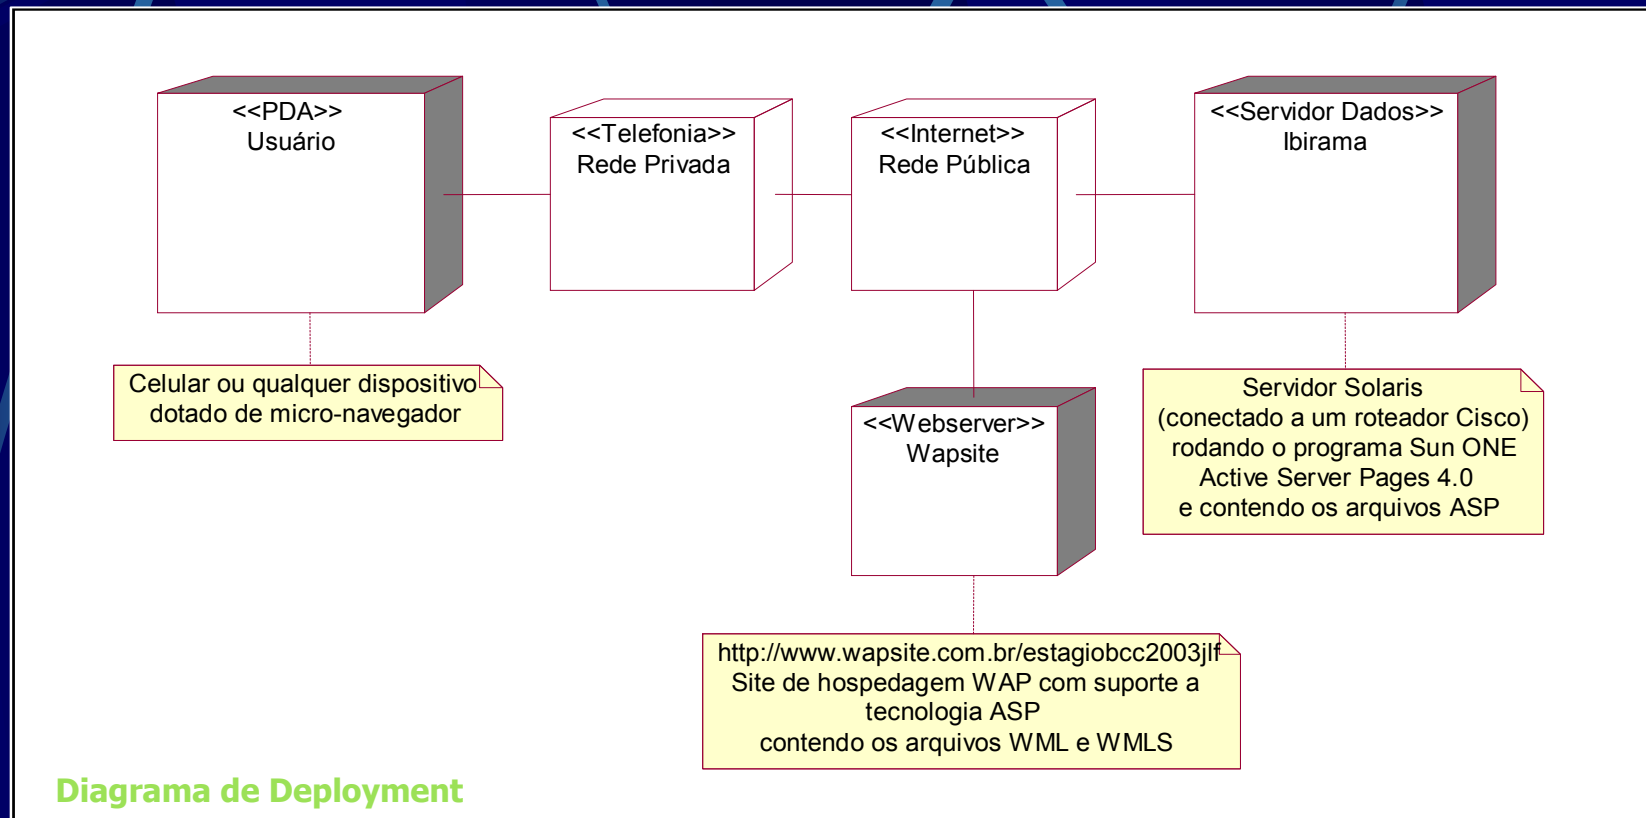 <<PDA>>
Usuário
<<Telefonia>>
Rede Privada
<<Internet>>
Rede Pública
<<Servidor Dados>>
Ibirama
Celular ou qualquer dispositivo
dotado de micro-navegador
<<Webserver>>
Wapsite
Servidor Solaris
(conectado a um roteador Cisco)
rodando o programa Sun ONE
Active Server Pages 4.0
e contendo os arquivos ASP
http://www.wapsite.com.br/estagiobcc2003jlf
Site de hospedagem WAP com suporte a
tecnologia ASP
contendo os arquivos WML e WMLS
Diagrama de Deployment